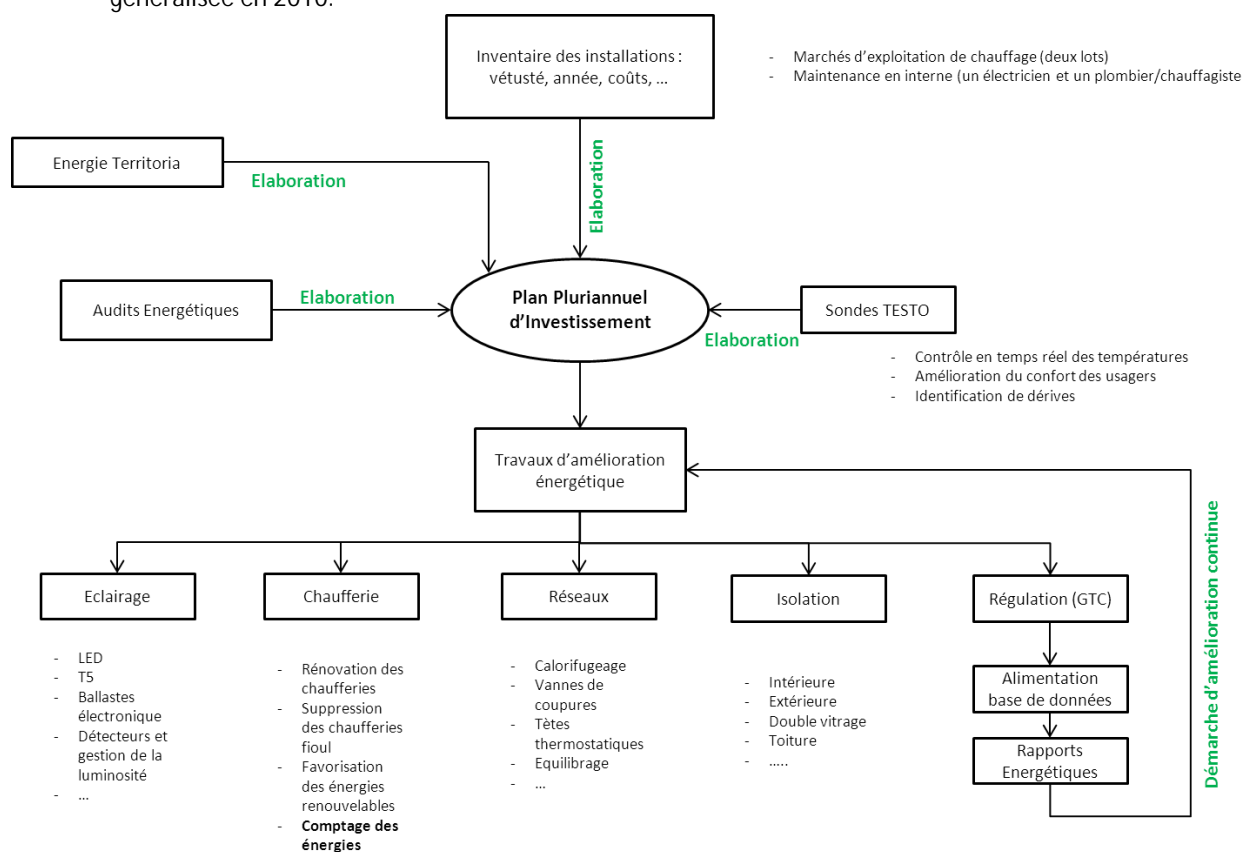 généralisée en 2016.
Inventaire des installations :
vétusté, année, coûts, ...
- Marchés d'exploitation de chauffage (deux lots)
- Maintenance en interne (un électricien et un plombier/chauffagiste
Elaboration
Energie Territoria
Elaboration
Audits Energétiques
Elaboration
Plan Pluriannuel
d'Investissement
Sondes TESTO
Elaboration
- Contrôle en temps réel des températures
- Amélioration du confort des usagers
- Identification de dérives
Travaux d'amélioration
énergétique
Démarche d'amélioration continue
Eclairage
Chaufferie
Réseaux
Isolation
Régulation (GTC)
- LED
- T5
- Ballastes
électronique
- Détecteurs et
gestion de la
luminosité
- ...
- Rénovation des
chaufferies
- Suppression
des chaufferies
fioul
- Favorisation
des énergies
renouvelables
- Comptage des
énergies
- Calorifugeage
- Vannes de
coupures
- Tètes
thermostatiques
- Equilibrage
- ...
- Intérieure
- Extérieure
- Double vitrage
- Toiture
- .....
Alimentation
base de données
Rapports
Energétiques